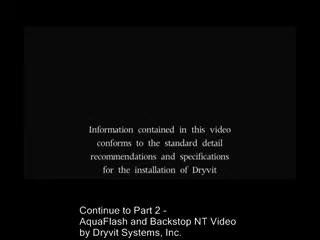 Information contained in this video
conforms to the standard detail
recommendations and specifications
for the installation of Dryvit
Continue to Part 2 -
AquaFlash and Backstop NT Video
by Dryvit Systems, Inc.